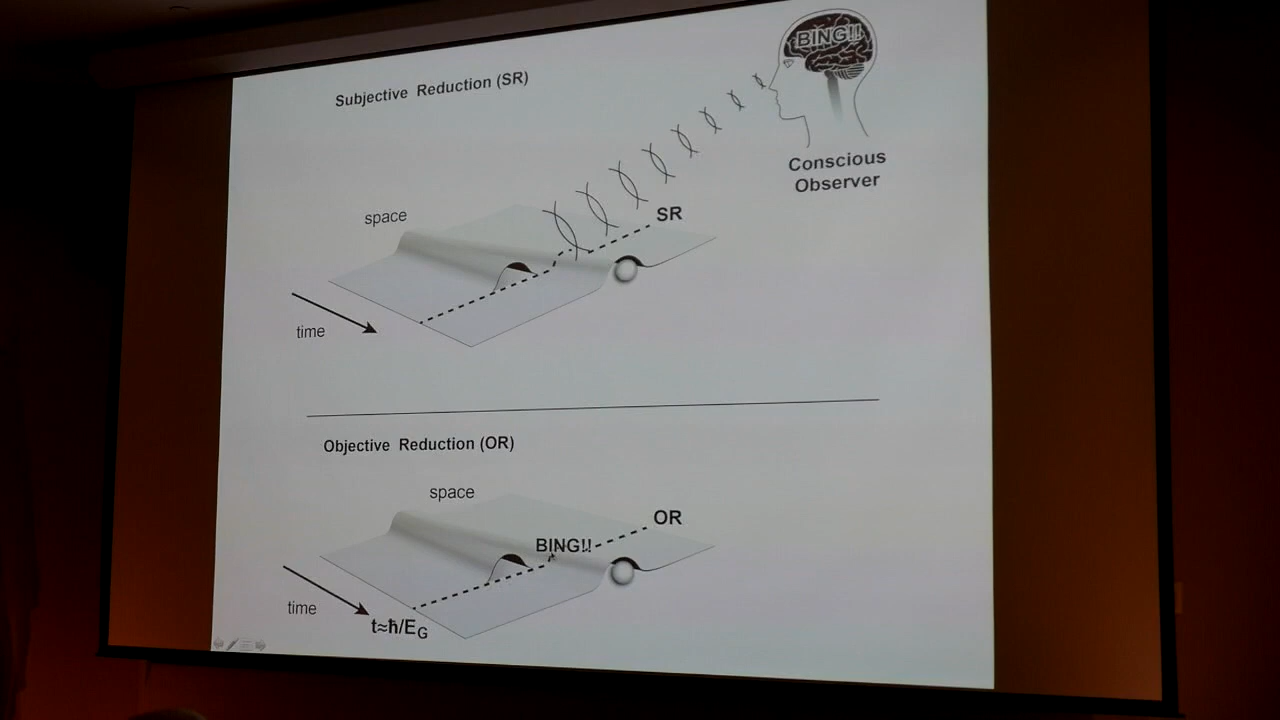 Subjective Reduction (SR)
BING!!
Conscious
Observer
space
SR
time
Objective Reduction (OR)
space
OR
BING!!
time
t≈ħ/E_G